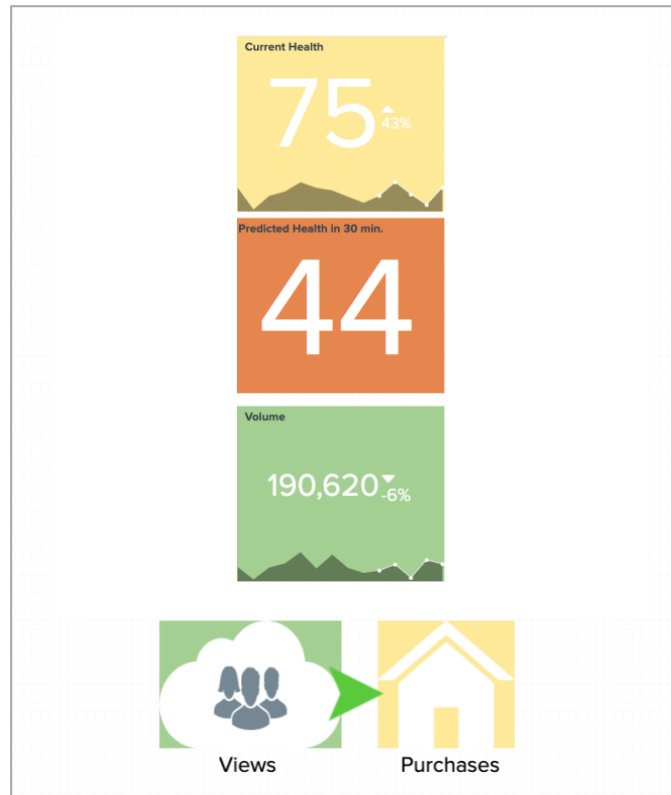 Current Health
75
43%
Predicted Health in 30 min.
44
Volume
190,620
-6%
Views
Purchases